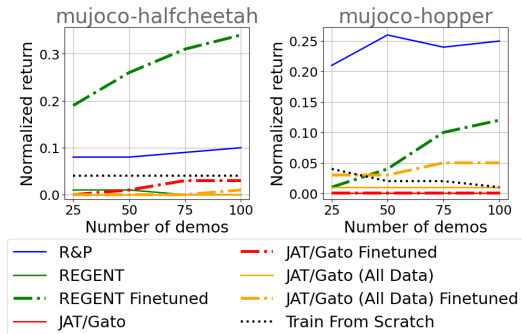 mujoco-halfcheetah
mujoco-hopper
Normalized return
0.3
0.2
0.1
0.0
25 50 75 100
Number of demos
Normalized return
0.25
0.20
0.15
0.10
0.05
0.00
25 50 75 100
Number of demos
R&P
REGENT
REGENT Finetuned
JAT/Gato
JAT/Gato Finetuned
JAT/Gato (All Data)
JAT/Gato (All Data) Finetuned
Train From Scratch